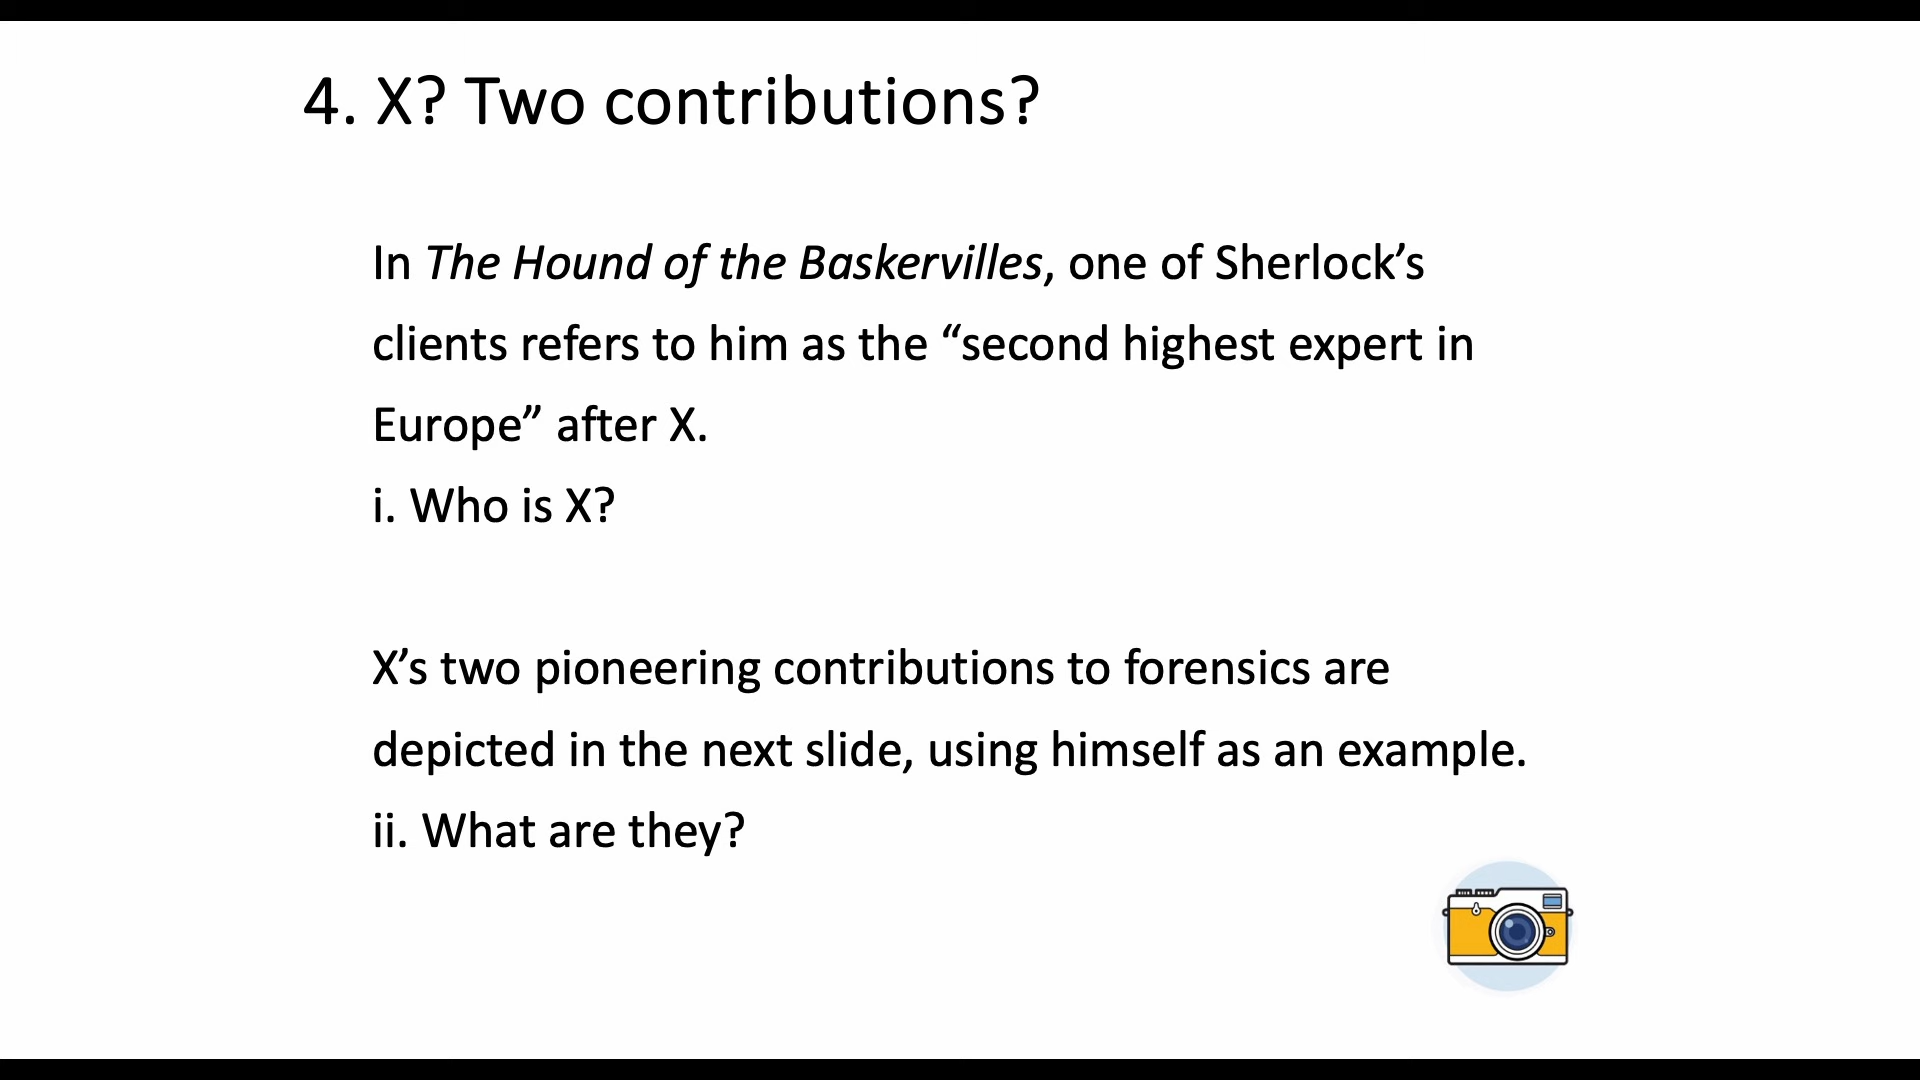 4. X? Two contributions?
In The Hound of the Baskervilles, one of Sherlock’s
clients refers to him as the “second highest expert in
Europe” after X.
i. Who is X?
X’s two pioneering contributions to forensics are
depicted in the next slide, using himself as an example.
ii. What are they?